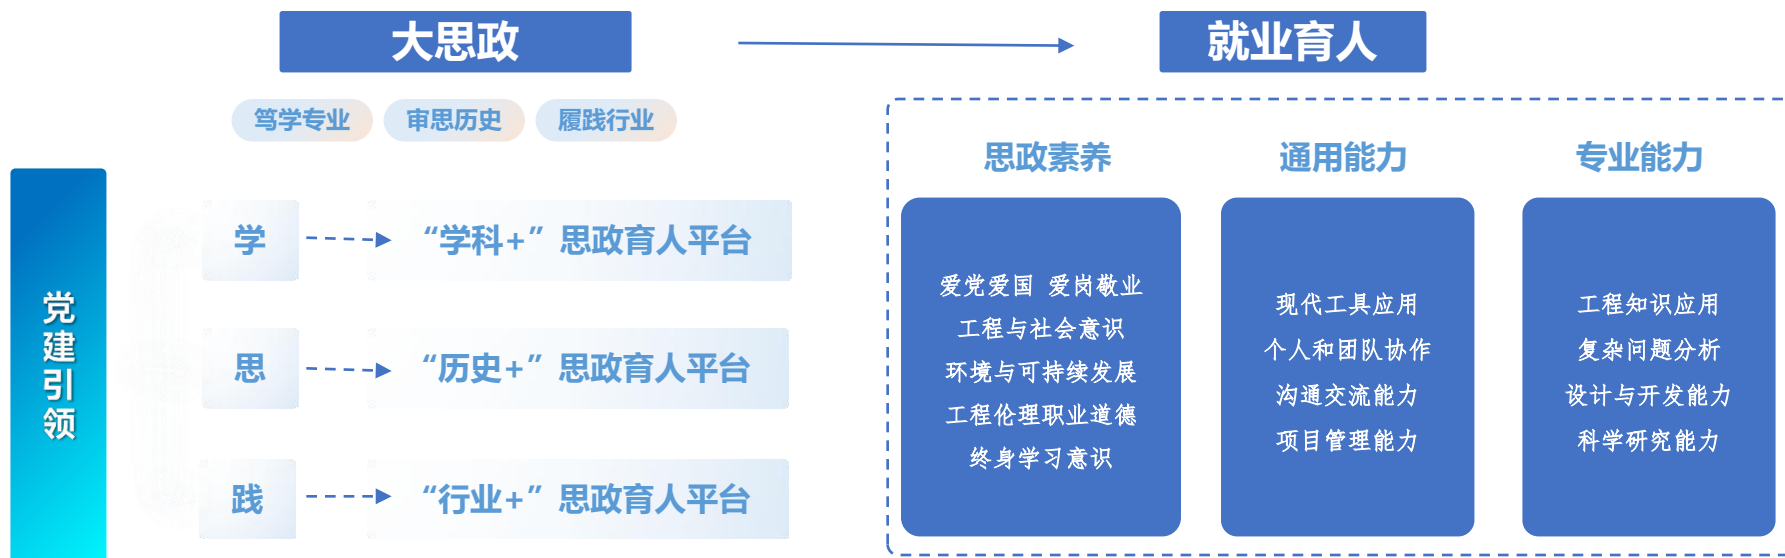 大思政
就业育人
笃学专业
审思历史
履践行业
党建引领
学
“学科+”思政育人平台
思
“历史+”思政育人平台
践
“行业+”思政育人平台
思政素养
爱党爱国 爱岗敬业
工程与社会意识
环境与可持续发展
工程伦理职业道德
终身学习意识
通用能力
现代工具应用
个人和团队协作
沟通交流能力
项目管理能力
专业能力
工程知识应用
复杂问题分析
设计与开发能力
科学研究能力